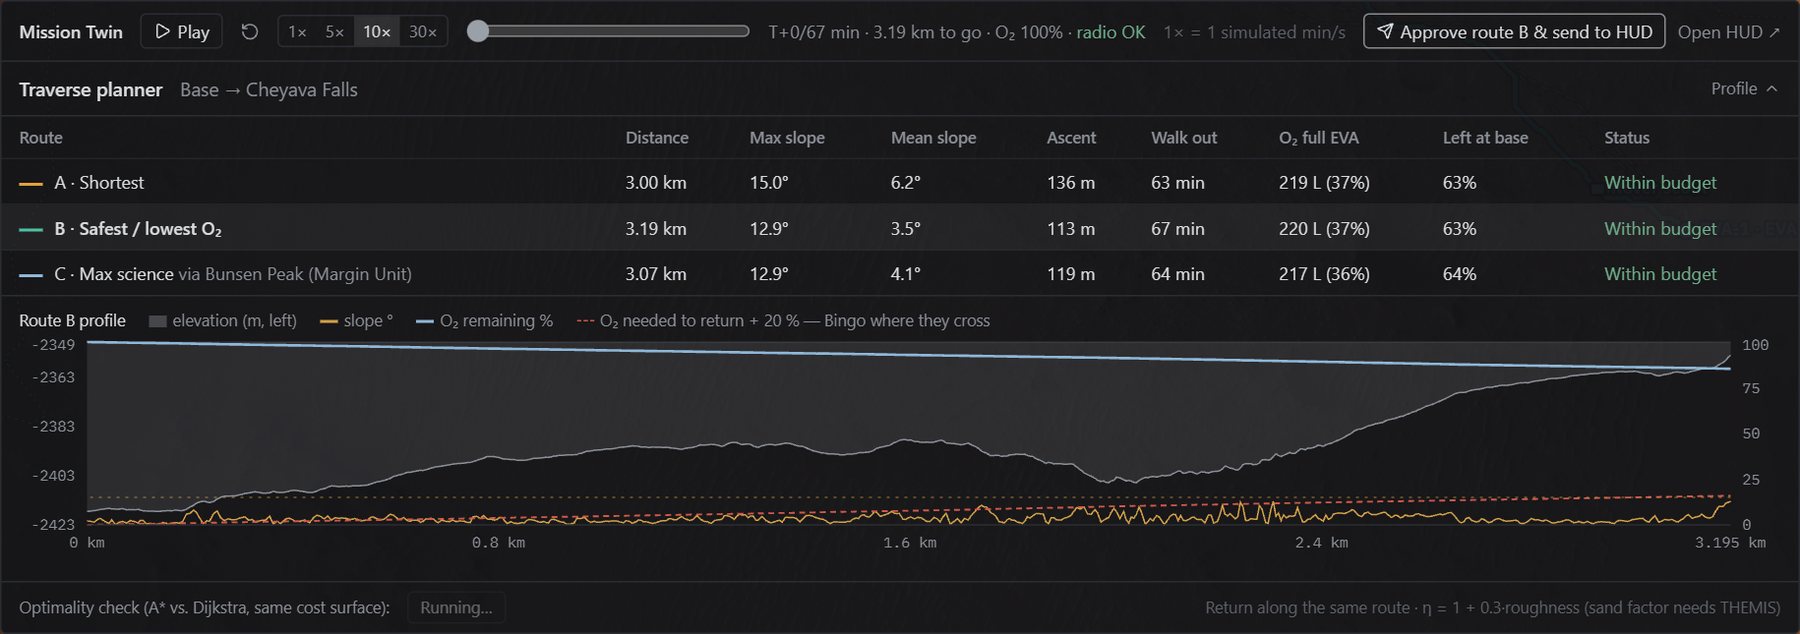 Mission Twin Play 1× 5× 10× 30× T+0/67 min · 3.19 km to go · O₂ 100% · radio OK 1× = 1 simulated min/s Approve route B & send to HUD Open HUD ↗
Traverse planner Base → Cheyava Falls Profile
Route Distance Max slope Mean slope Ascent Walk out O₂ full EVA Left at base Status
A · Shortest 3.00 km 15.0° 6.2° 136 m 63 min 219 L (37%) 63% Within budget
B · Safest / lowest O₂ 3.19 km 12.9° 3.5° 113 m 67 min 220 L (37%) 63% Within budget
C · Max science via Bunsen Peak (Margin Unit) 3.07 km 12.9° 4.1° 119 m 64 min 217 L (36%) 64% Within budget
Route B profile elevation (m, left) slope ° O₂ remaining % O₂ needed to return + 20 % — Bingo where they cross
-2349 100
-2363 75
-2383 50
-2403 25
-2423 0
0 km 0.8 km 1.6 km 2.4 km 3.195 km
Optimality check (A* vs. Dijkstra, same cost surface): Running... Return along the same route · η = 1 + 0.3·roughness (sand factor needs THEMIS)